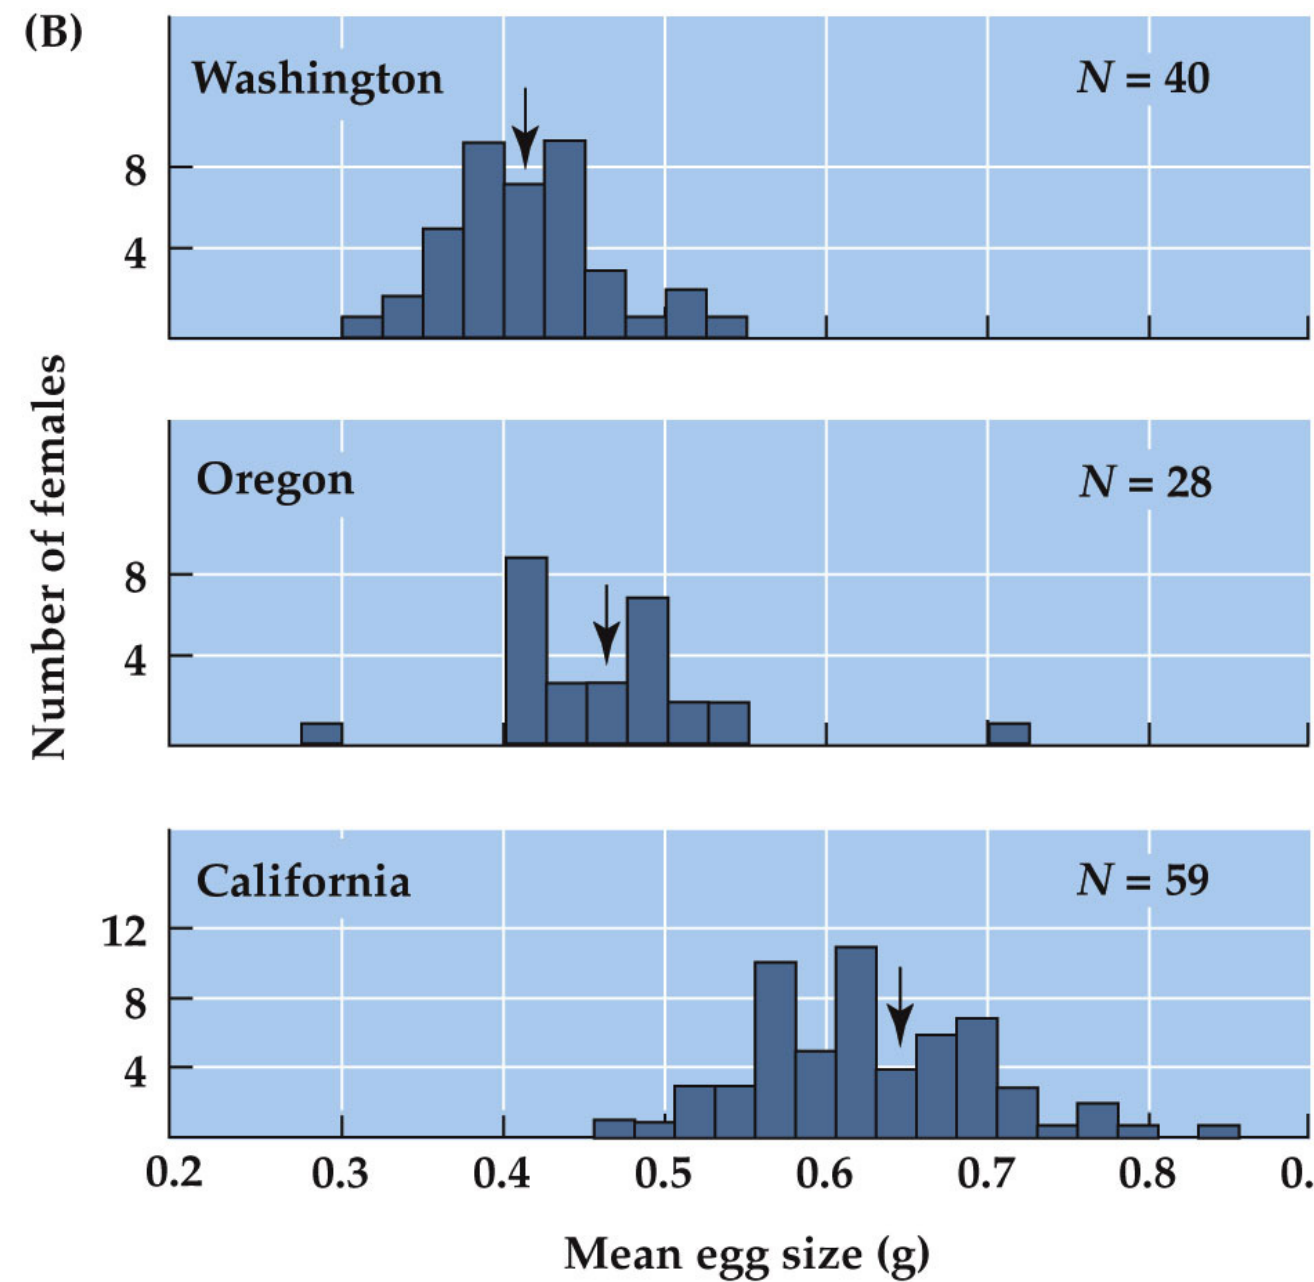 (B)
Washington
N = 40
8
4
Oregon
N = 28
8
4
California
N = 59
12
8
4
0.2 0.3 0.4 0.5 0.6 0.7 0.8 0.
Mean egg size (g)
Number of females